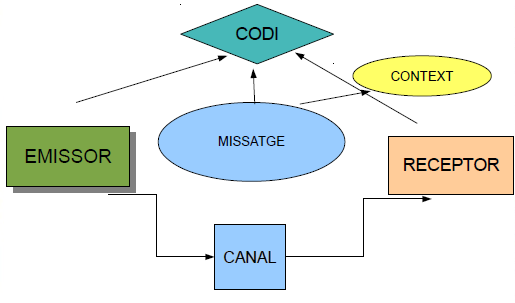 CODI
CONTEXT
MISSATGE
EMISSOR
RECEPTOR
CANAL